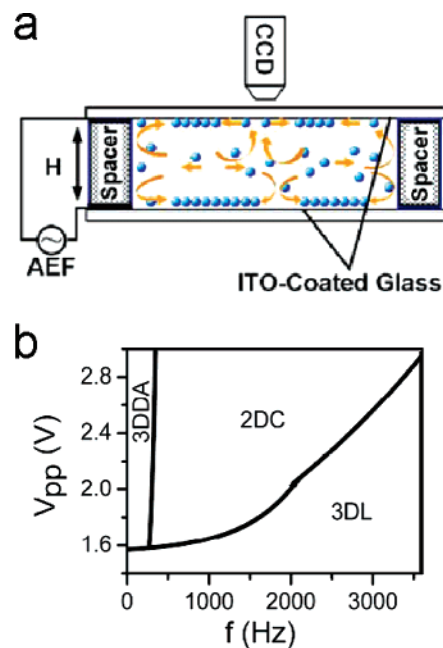 a
CCD
H
Spacer
Spacer
AEF
ITO-Coated Glass
b
Vpp (V)
2.8
2.4
2.0
1.6
3DDA
2DC
3DL
0
1000
2000
3000
f (Hz)